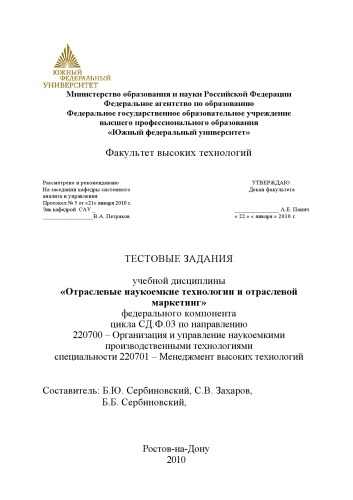 ЮЖНЫЙ
ФЕДЕРАЛЬНЫЙ
УНИВЕРСИТЕТ
Министерство образования и науки Российской Федерации
Федеральное агентство по образованию
Федеральное государственное образовательное учреждение
высшего профессионального образования
«Южный федеральный университет»
Факультет высоких технологий
Рассмотрено и рекомендовано
На заседании кафедры системного
анализа и управления
Протокол № 5 от «21» января 2010 г.
Зав.кафедрой САУ
В.А. Петраков
УТВЕРЖДАЮ
Декан факультета
А.Е. Панич
« 22 » « января » 2010 г.
ТЕСТОВЫЕ ЗАДАНИЯ
учебной дисциплины
«Отраслевые наукоемкие технологии и отраслевой
маркетинг»
федерального компонента
цикла СД.Ф.03 по направлению
220700 – Организация и управление наукоемкими
производственными технологиями
специальности 220701 – Менеджмент высоких технологий
Составитель: Б.Ю. Сербиновский, С.В. Захаров,
Б.Б. Сербиновский,
Ростов-на-Дону
2010